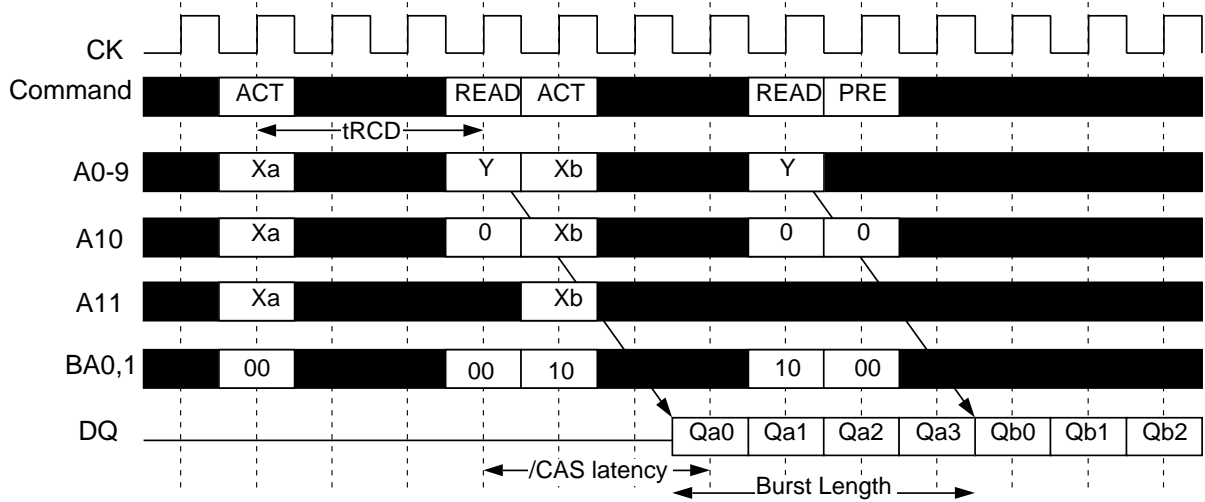 CK
Command ACT READ ACT READ PRE
tRCD
A0-9 Xa Y Xb Y
A10 Xa 0 Xb 0 0
A11 Xa Xb
BA0,1 00 00 10 10 00
DQ Qa0 Qa1 Qa2 Qa3 Qb0 Qb1 Qb2
/CAS latency
Burst Length